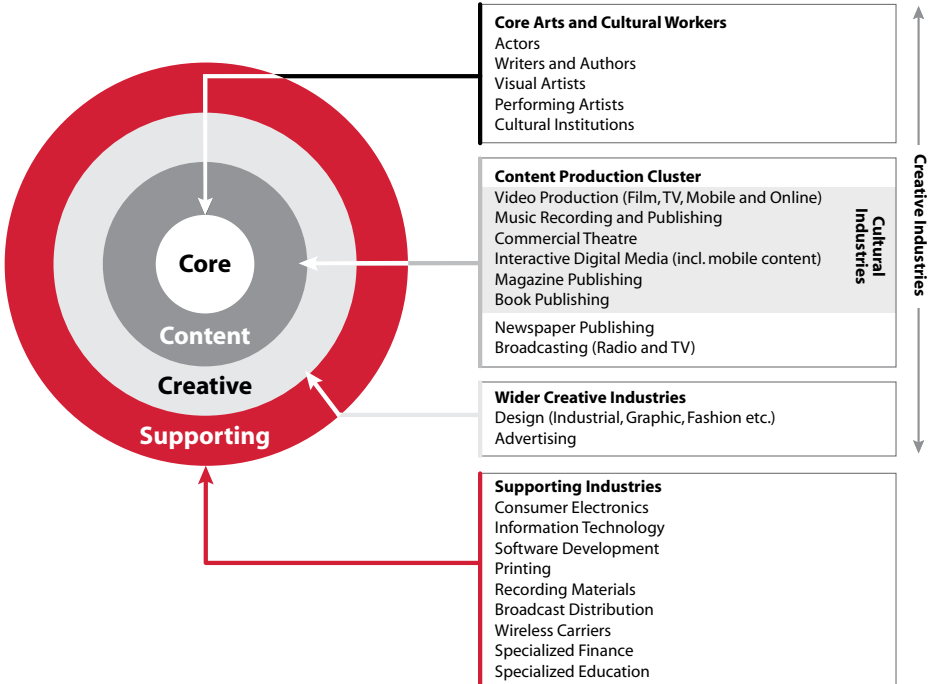 Core
Content
Creative
Supporting
Core Arts and Cultural Workers
Actors
Writers and Authors
Visual Artists
Performing Artists
Cultural Institutions
Content Production Cluster
Video Production (Film, TV, Mobile and Online)
Music Recording and Publishing
Commercial Theatre
Interactive Digital Media (incl. mobile content)
Magazine Publishing
Book Publishing
Cultural
Industries
Newspaper Publishing
Broadcasting (Radio and TV)
Wider Creative Industries
Design (Industrial, Graphic, Fashion etc.)
Advertising
Creative Industries
Supporting Industries
Consumer Electronics
Information Technology
Software Development
Printing
Recording Materials
Broadcast Distribution
Wireless Carriers
Specialized Finance
Specialized Education